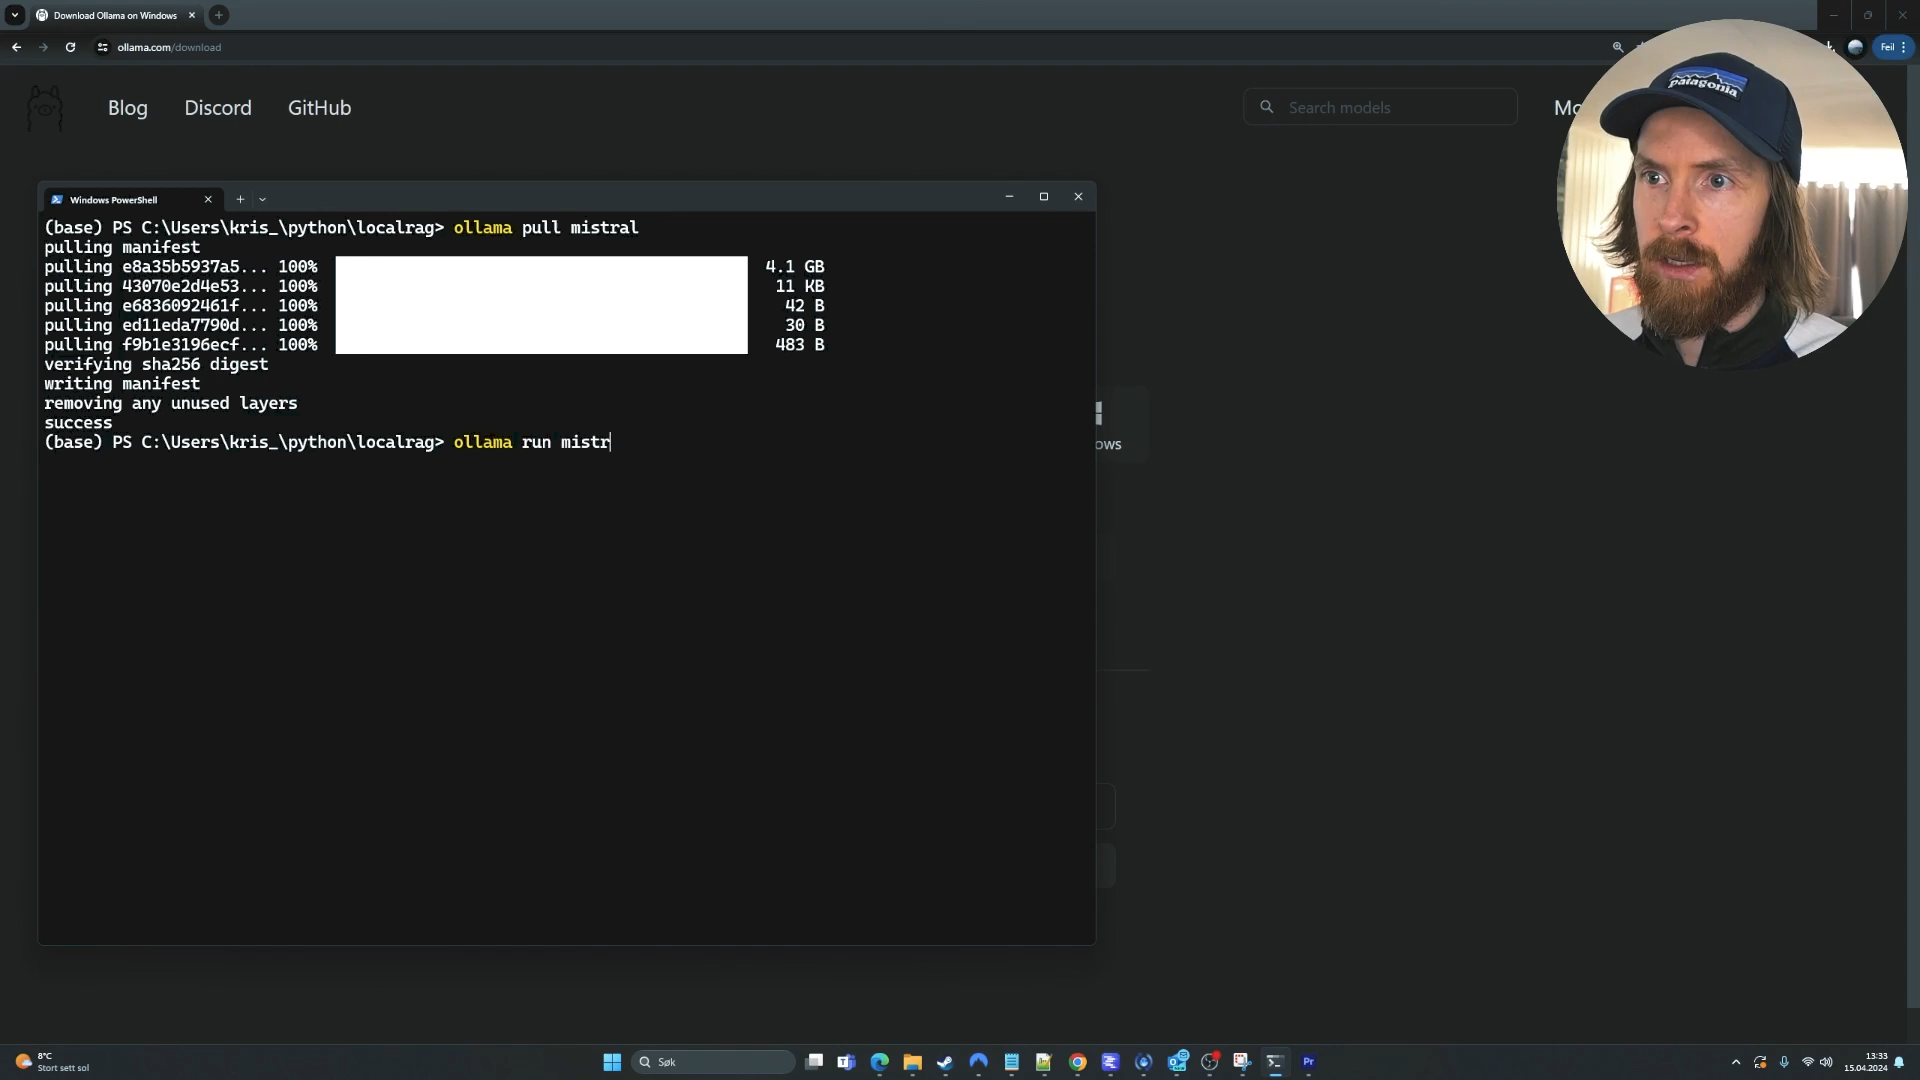 Download Ollama on Windows
ollama.com/download
Feil
Blog
Discord
GitHub
Search models
Mo
patagonia
Windows PowerShell
(base) PS C:\Users\kris_\python\localrag> ollama pull mistral
pulling manifest
pulling e8a35b5937a5... 100% 4.1 GB
pulling 43070e2d4e53... 100% 11 KB
pulling e6836092461f... 100% 42 B
pulling ed11eda7790d... 100% 30 B
pulling f9b1e3196ecf... 100% 483 B
verifying sha256 digest
writing manifest
removing any unused layers
success
(base) PS C:\Users\kris_\python\localrag> ollama run mistr
ows
8°C
Stort sett sol
Søk
Pr
13:33
15.04.2024